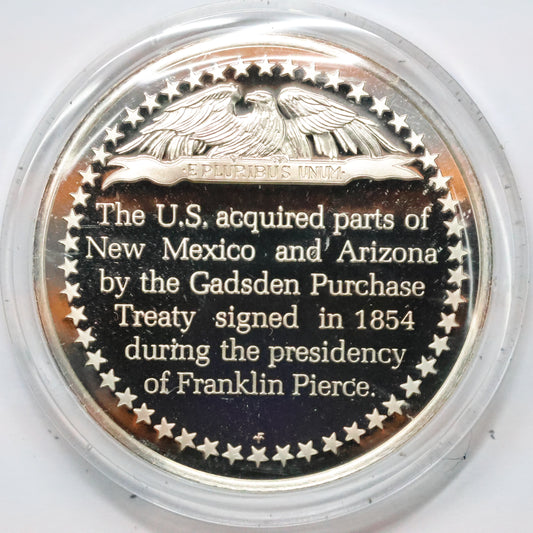 E PLURIBUS UNUM
The U.S. acquired parts of
New Mexico and Arizona
by the Gadsden Purchase
Treaty signed in 1854
during the presidency
of Franklin Pierce.